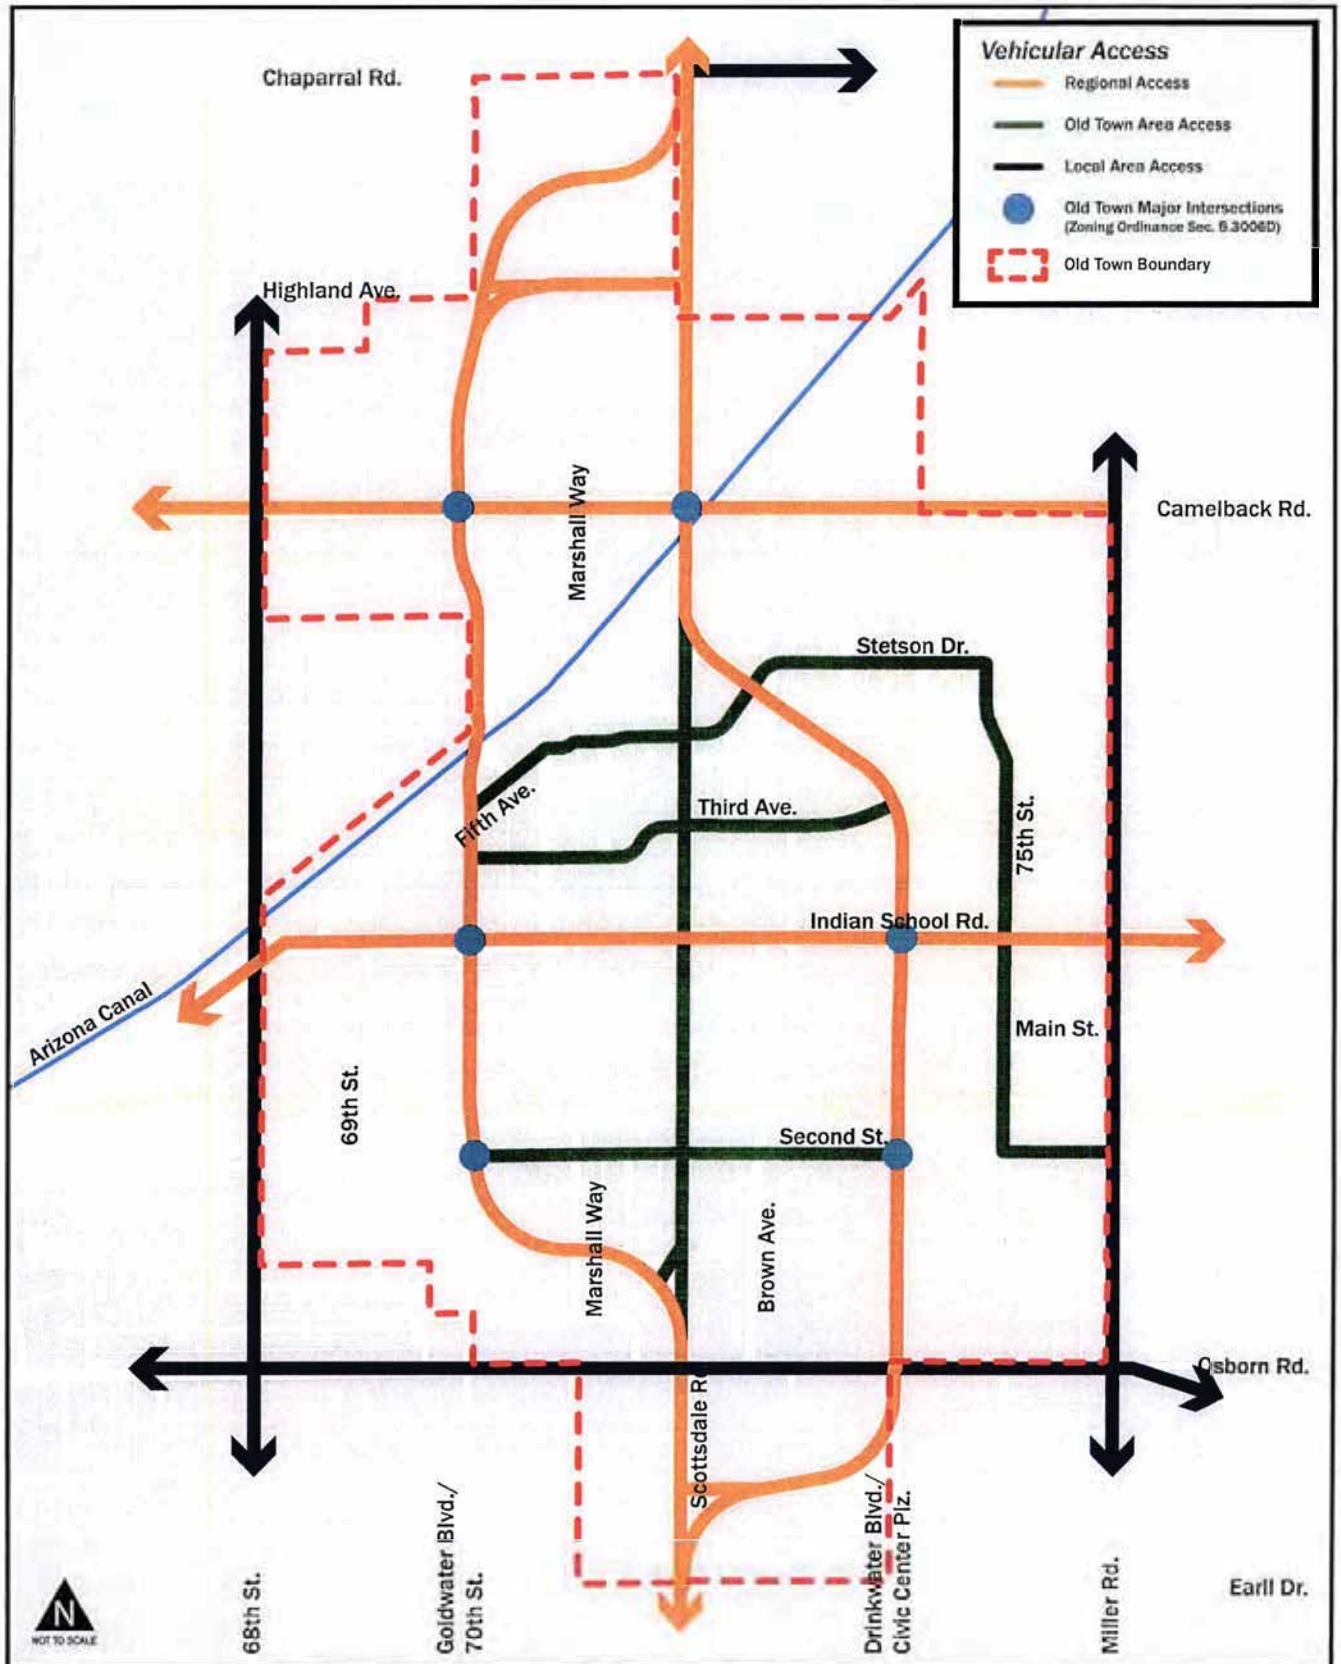 Vehicular Access
Regional Access
Old Town Area Access
Local Area Access
Old Town Major Intersections
(Zoning Ordinance Sec. 5.3006D)
Old Town Boundary
Chaparral Rd.
Highland Ave.
Camelback Rd.
Marshall Way
Stetson Dr.
Fifth Ave.
Third Ave.
75th St.
Indian School Rd.
Arizona Canal
Main St.
69th St.
Second St.
Marshall Way
Brown Ave.
Osborn Rd.
Scottsdale R
68th St.
Goldwater Blvd./
70th St.
Drinkwater Blvd./
Civic Center Plz.
Miller Rd.
Earll Dr.
N
NOT TO SCALE